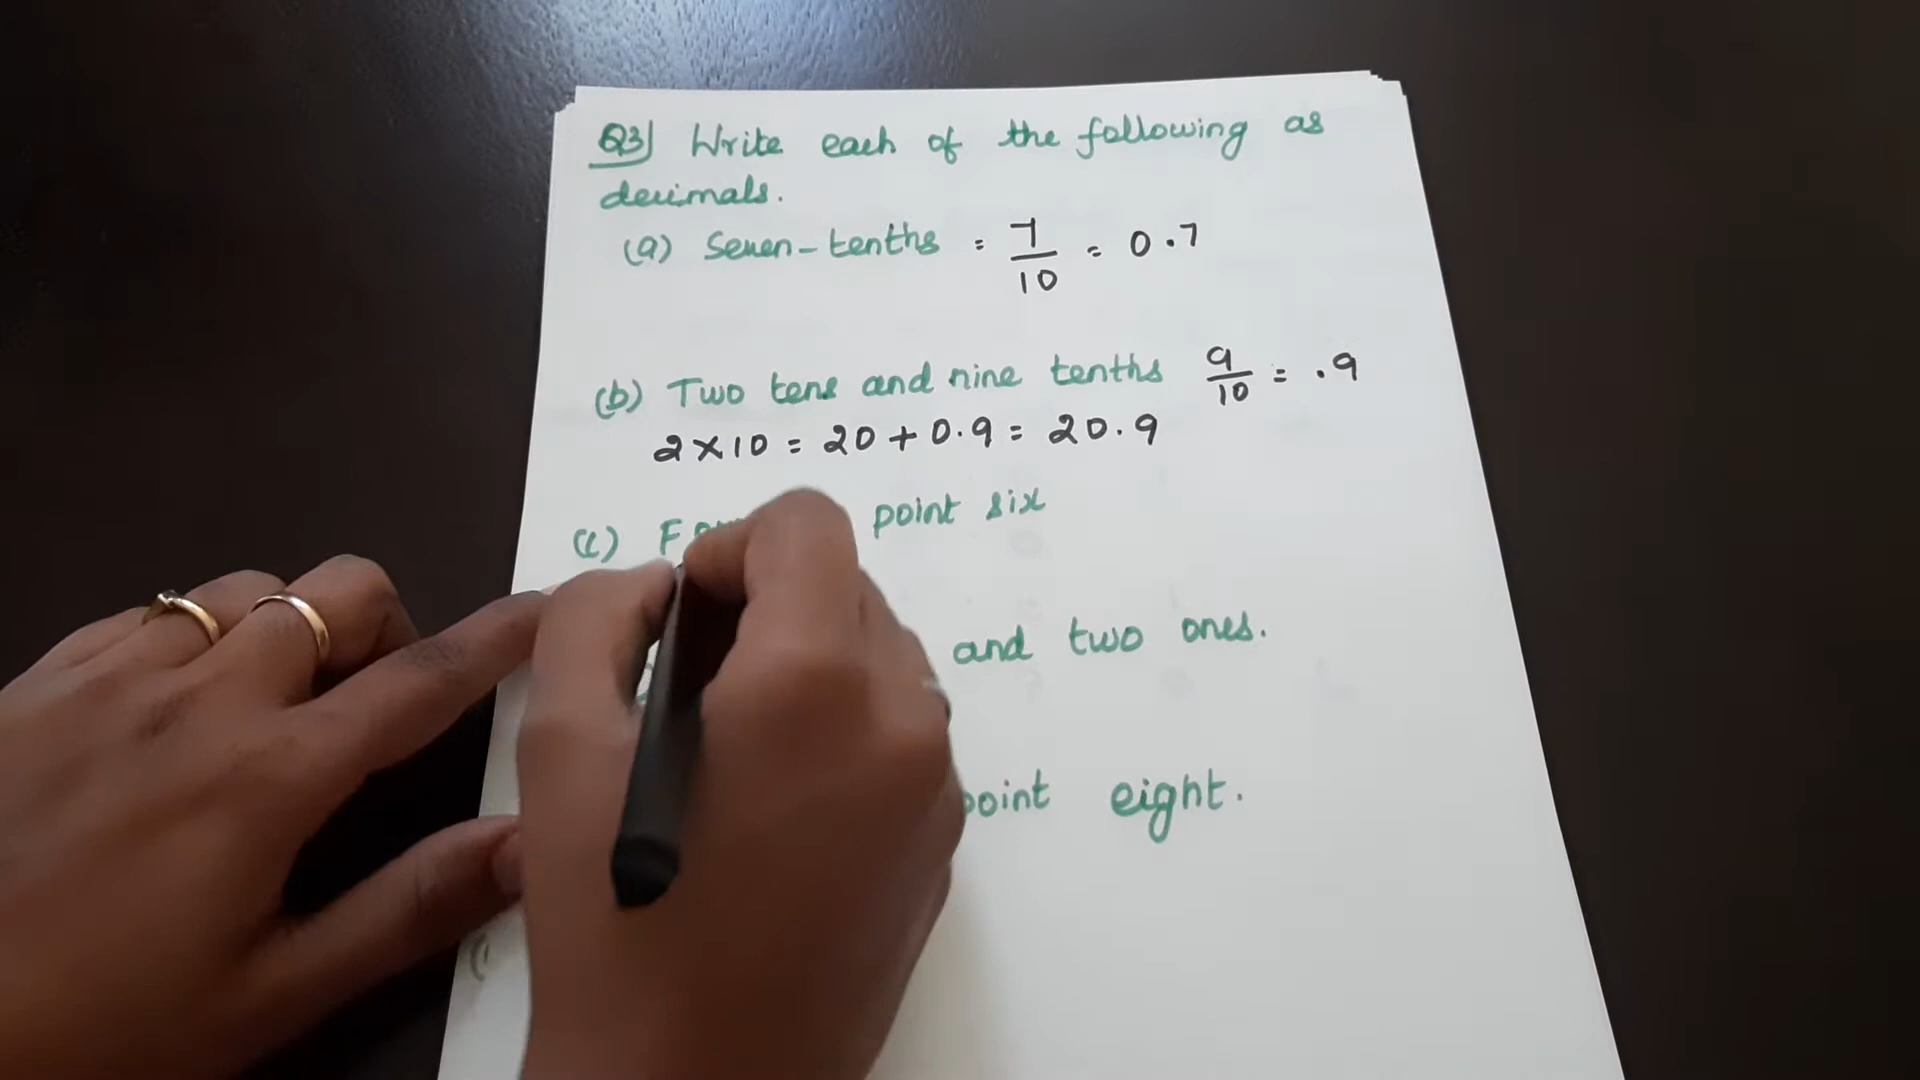 Q3) Write each of the following as
decimals.
(a) Seven-tenths = 7/10 = 0.7
(b) Two tens and nine tenths 9/10 = .9
2×10 = 20 + 0.9 = 20.9
(c) point six
and two ones.
point eight.